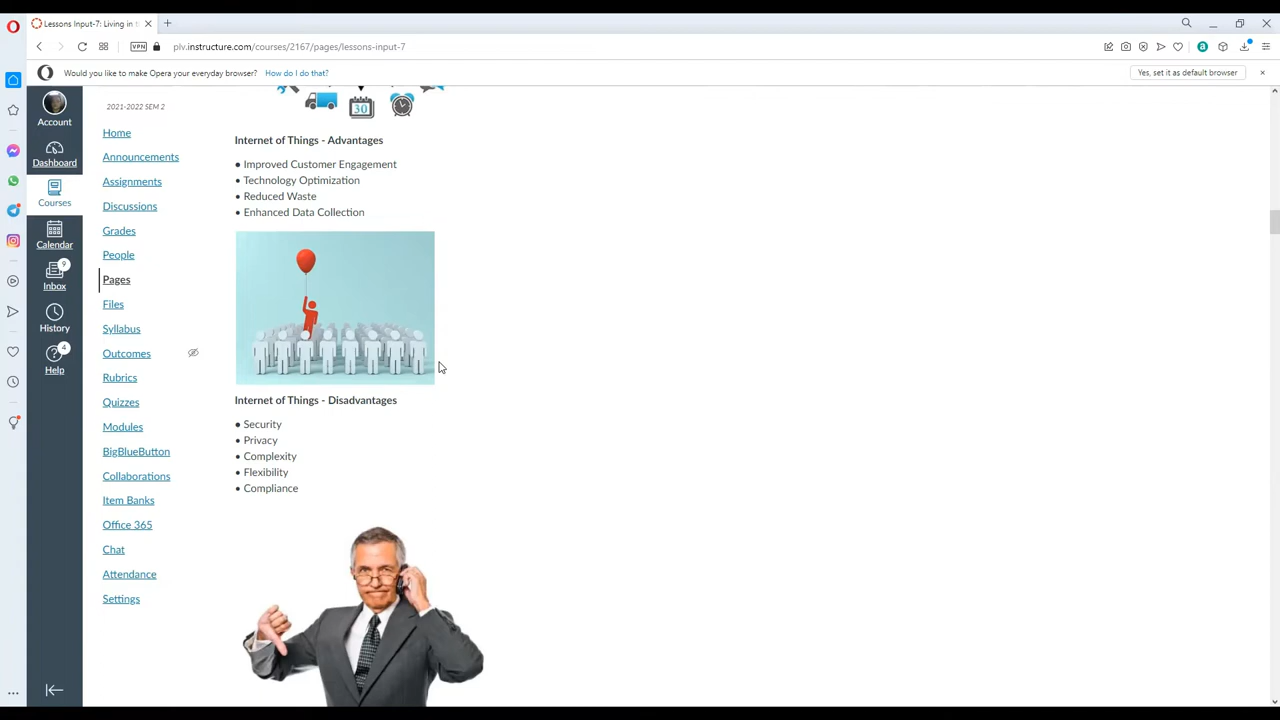 Lessons Input-7: Living in t
VPN
plv.instructure.com/courses/2167/pages/lessons-input-7
Would you like to make Opera your everyday browser?
How do I do that?
Yes, set it as default browser
Account
Dashboard
Courses
Calendar
9
Inbox
History
4
Help
2021-2022 SEM 2
Home
Announcements
Assignments
Discussions
Grades
People
Pages
Files
Syllabus
Outcomes
Rubrics
Quizzes
Modules
BigBlueButton
Collaborations
Item Banks
Office 365
Chat
Attendance
Settings
30
Internet of Things - Advantages
• Improved Customer Engagement
• Technology Optimization
• Reduced Waste
• Enhanced Data Collection
Internet of Things - Disadvantages
• Security
• Privacy
• Complexity
• Flexibility
• Compliance